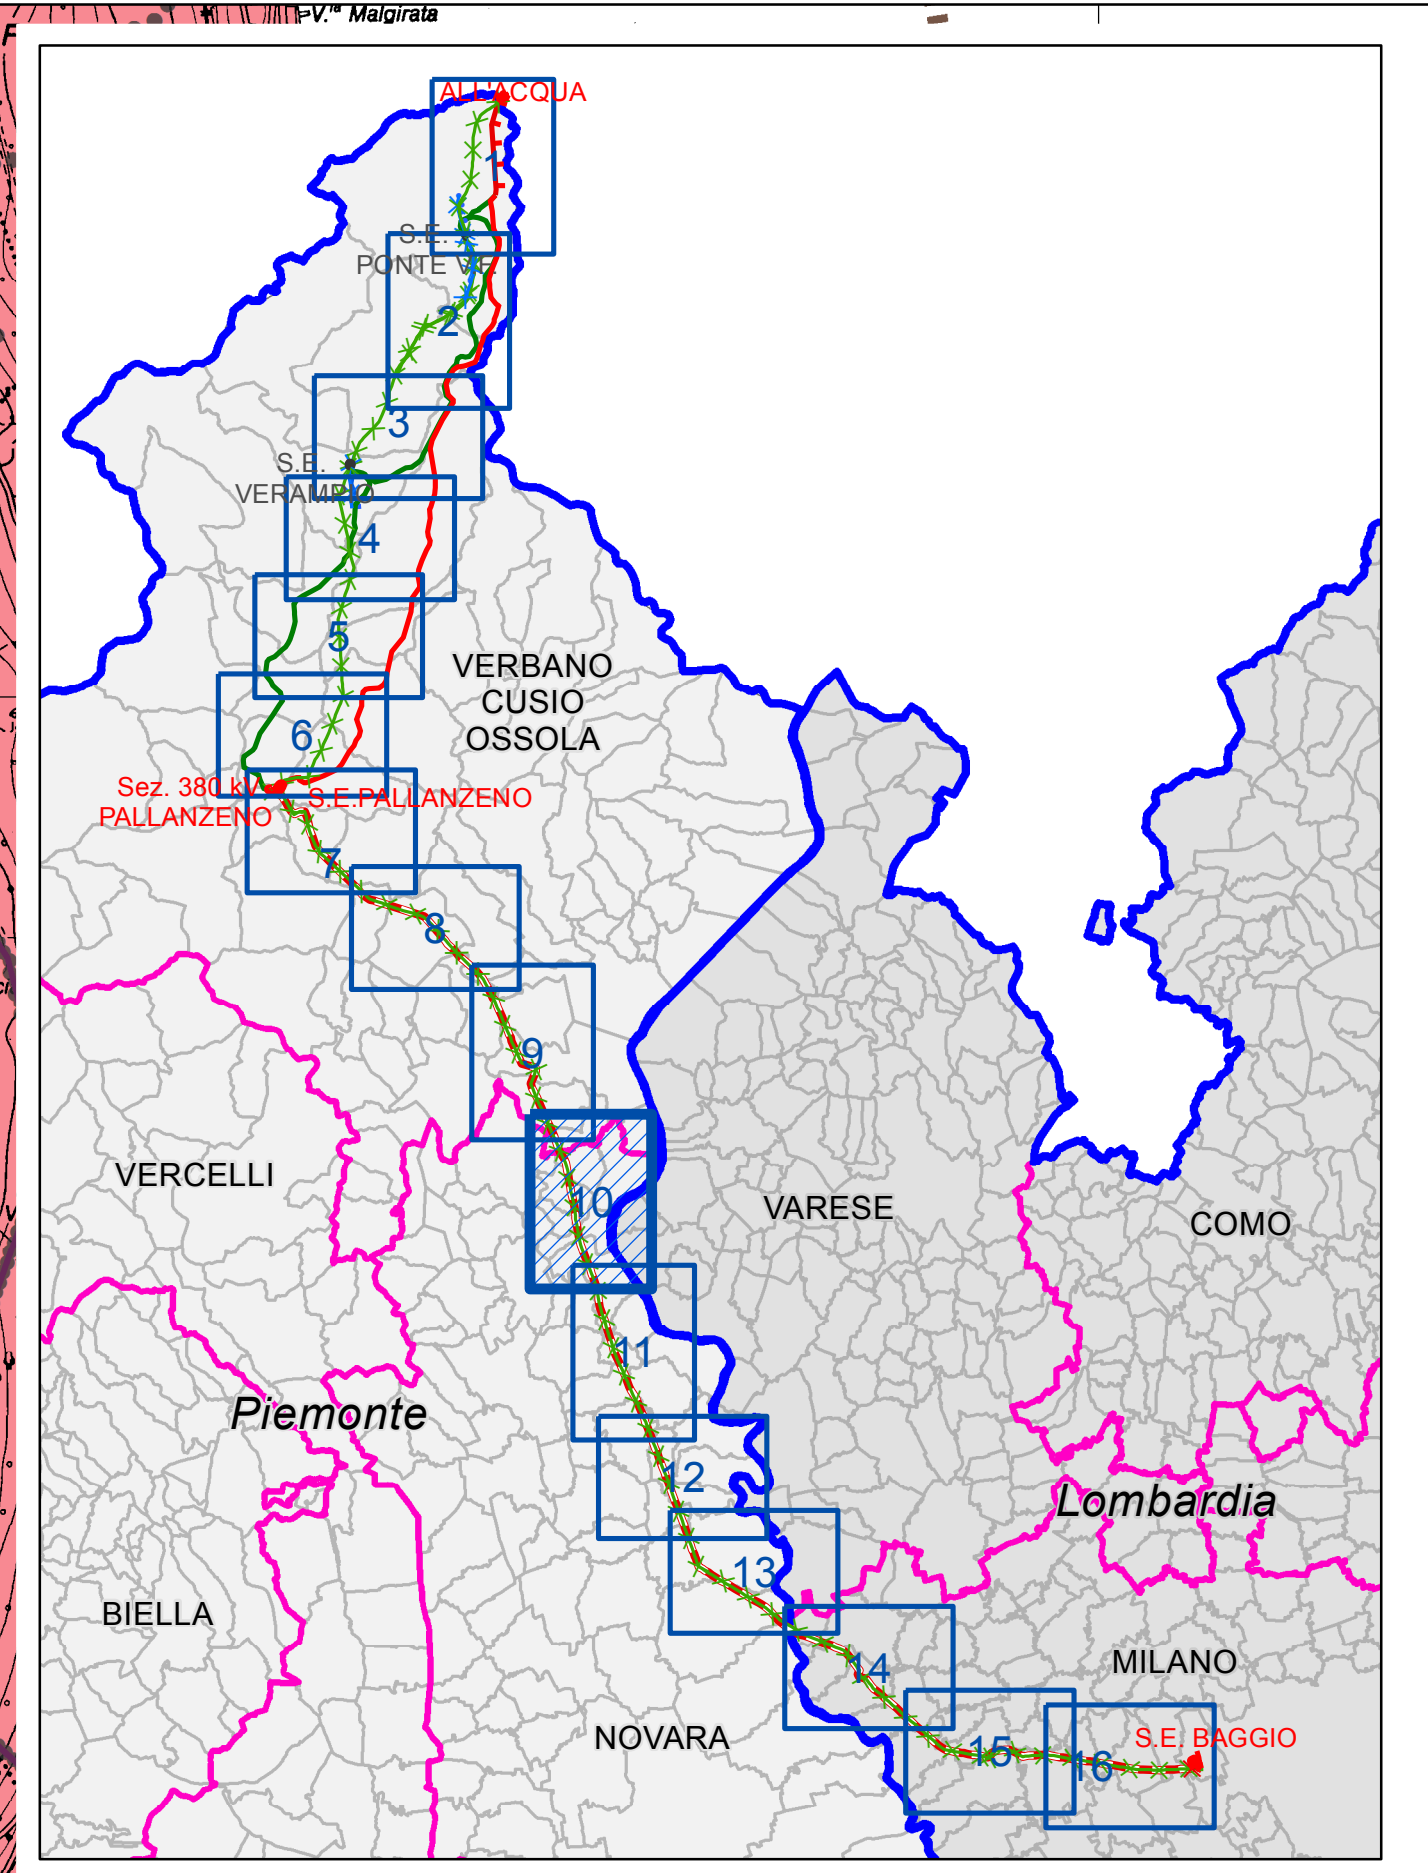 V.ra Malgirata
ALL'ACQUA
1
S.E.
PONTE V.F.
2
3
S.E.
VERAMPIO
4
5
VERBANO
CUSIO
OSSOLA
6
Sez. 380 kV
PALLANZENO
S.E.PALLANZENO
7
8
9
VERCELLI
10
VARESE
COMO
11
Piemonte
12
Lombardia
13
BIELLA
14
MILANO
NOVARA
15
16
S.E. BAGGIO